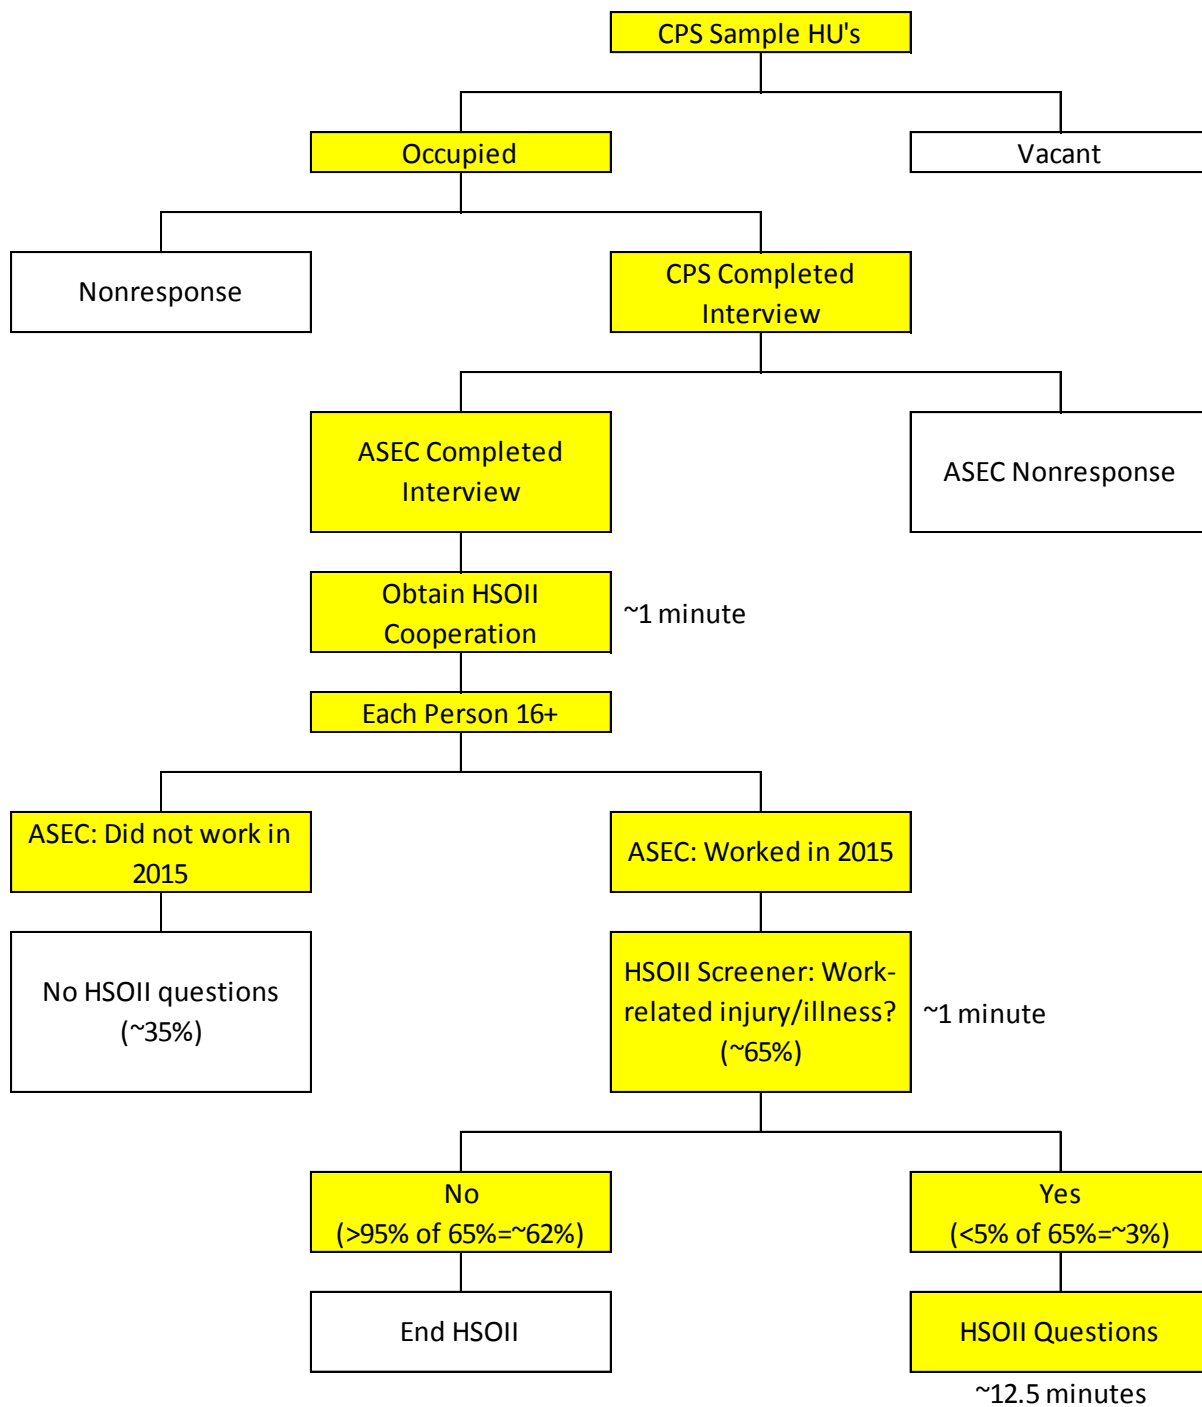 CPS Sample HU's
Occupied
Vacant
Nonresponse
CPS Completed
Interview
ASEC Completed
Interview
ASEC Nonresponse
Obtain HSOII
Cooperation
~1 minute
Each Person 16+
ASEC: Did not work in
2015
ASEC: Worked in 2015
No HSOII questions
(~35%)
HSOII Screener: Work-
related injury/illness?
(~65%)
~1 minute
No
(>95% of 65%=~62%)
Yes
(<5% of 65%=~3%)
End HSOII
HSOII Questions
~12.5 minutes